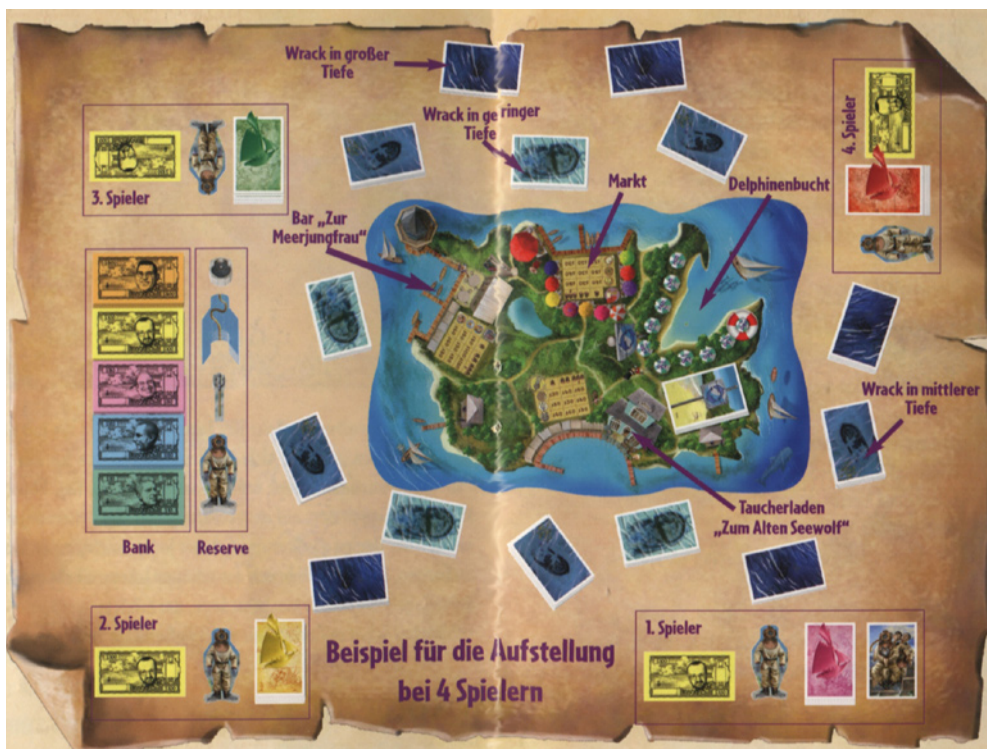 Wrack in großer
Tiefe
Wrack in geringer
Tiefe
3. Spieler
4. Spieler
Markt
Delphinenbucht
Bar „Zur
Meerjungfrau“
Wrack in mittlerer
Tiefe
Taucherladen
„Zum Alten Seewolf“
Bank
Reserve
2. Spieler
1. Spieler
Beispiel für die Aufstellung
bei 4 Spielern